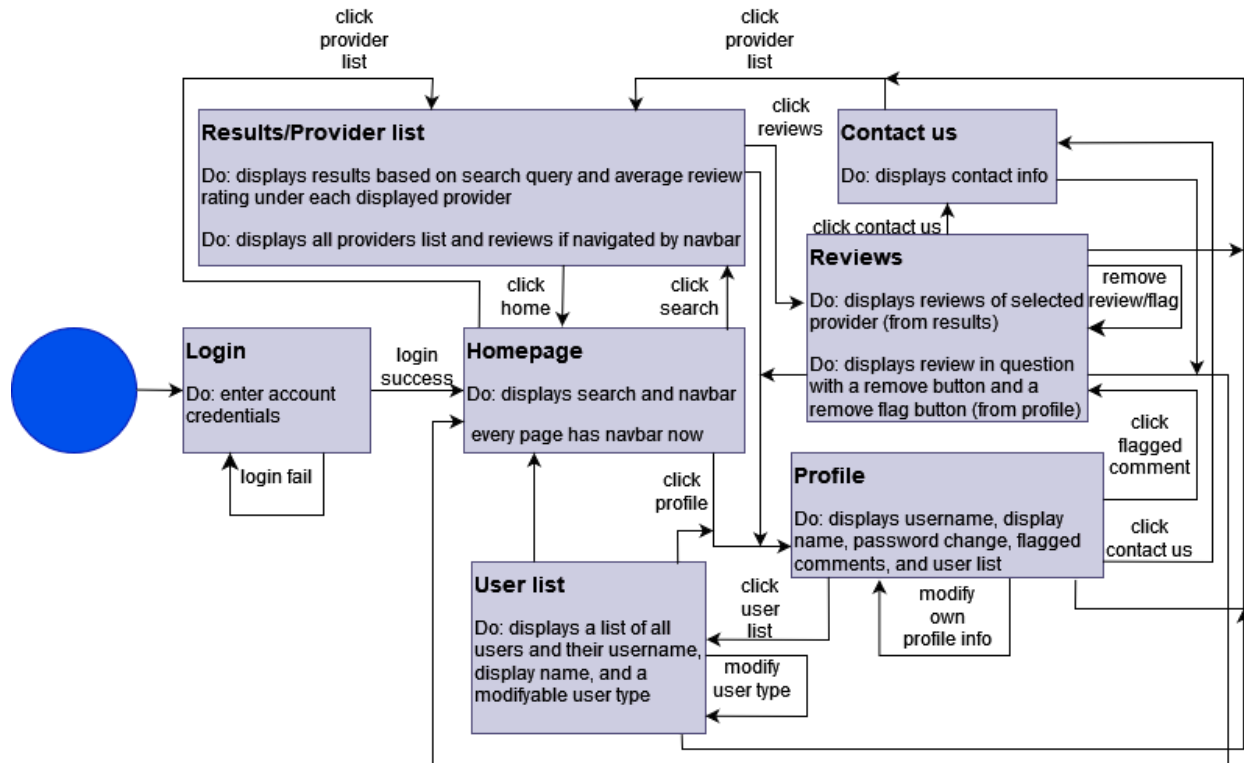 click
provider
list
click
provider
list
Results/Provider list
Do: displays results based on search query and average review
rating under each displayed provider
Do: displays all providers list and reviews if navigated by navbar
click
reviews
Contact us
Do: displays contact info
click contact us
Reviews
Do: displays reviews of selected
provider (from results)
Do: displays review in question
with a remove button and a
remove flag button (from profile)
remove
review/flag
click
home
click
search
Login
Do: enter account
credentials
login
success
login fail
Homepage
Do: displays search and navbar
every page has navbar now
click
profile
click
flagged
comment
Profile
Do: displays username, display
name, password change, flagged
comments, and user list
click
contact us
User list
Do: displays a list of all
users and their username,
display name, and a
modifyable user type
click
user
list
modify
own
profile info
modify
user type